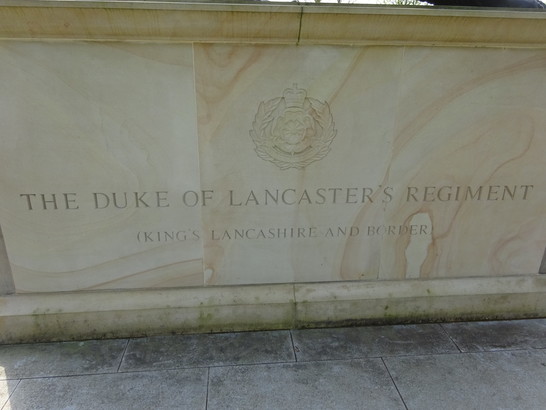 THE DUKE OF LANCASTER'S REGIMENT
(KING'S LANCASHIRE AND BORDER)